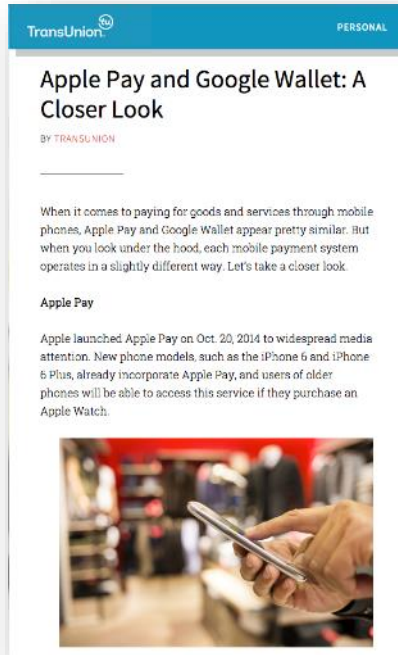 TransUnion
tu
PERSONAL
Apple Pay and Google Wallet: A
Closer Look
BY TRANSUNION
When it comes to paying for goods and services through mobile
phones, Apple Pay and Google Wallet appear pretty similar. But
when you look under the hood, each mobile payment system
operates in a slightly different way. Let's take a closer look.
Apple Pay
Apple launched Apple Pay on Oct. 20, 2014 to widespread media
attention. New phone models, such as the iPhone 6 and iPhone
6 Plus, already incorporate Apple Pay, and users of older
phones will be able to access this service if they purchase an
Apple Watch.